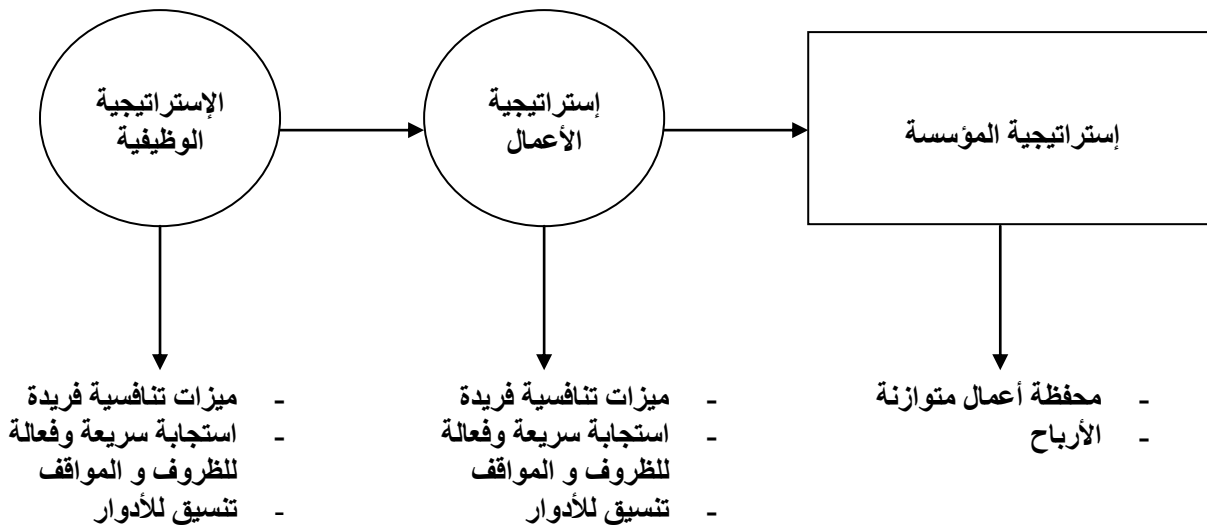 إستراتيجية المؤسسة
إستراتيجية
الأعمال
الإستراتيجية
الوظيفية
- محفظة أعمال متوازنة
- الأرباح
- ميزات تنافسية فريدة
- استجابة سريعة وفعالة
للظروف و المواقف
- تنسيق للأدوار
- ميزات تنافسية فريدة
- استجابة سريعة وفعالة
للظروف و المواقف
- تنسيق للأدوار